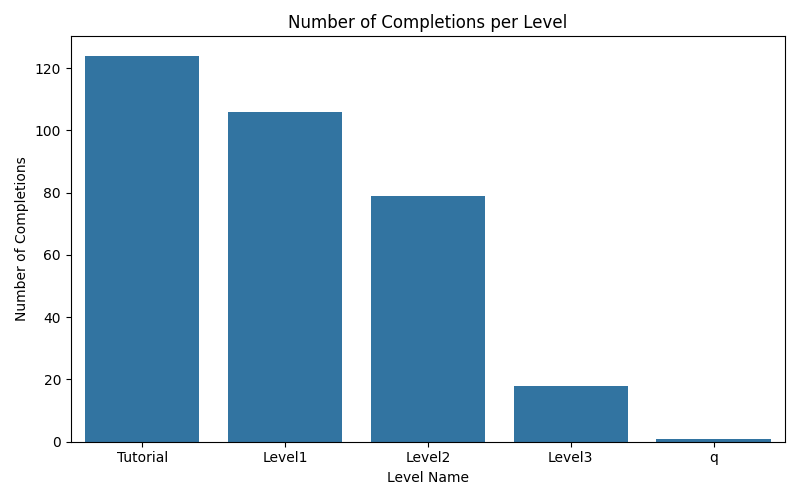 Number of Completions per Level
Number of Completions
120
100
80
60
40
20
0
Tutorial Level1 Level2 Level3 q
Level Name